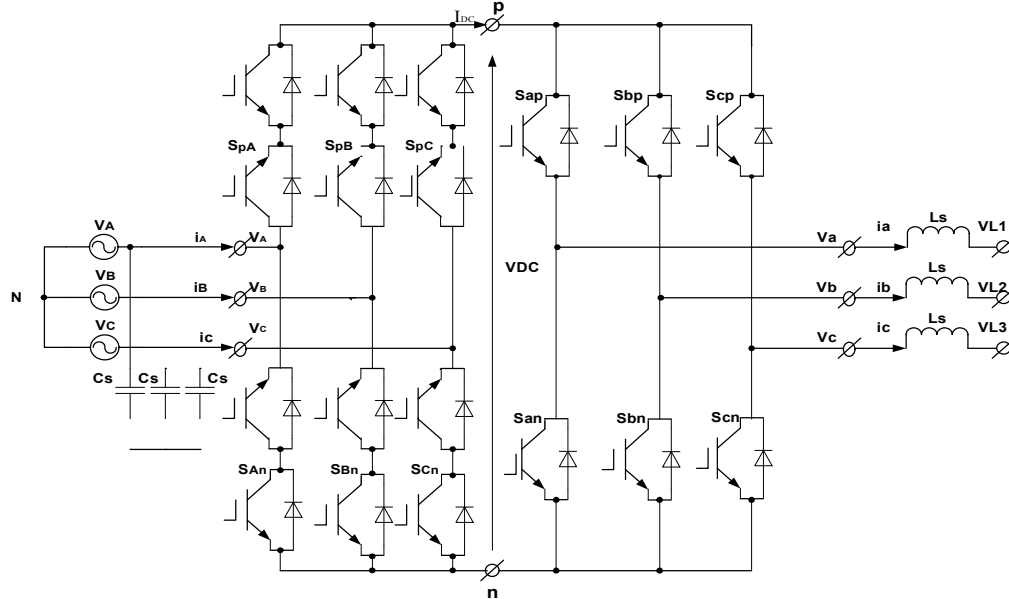 IDC p
Sap Sbp Scp
SpA SpB SpC
VA iA VA
VB iB VB
VC ic VC
N
Cs Cs Cs
VDC
Va ia Ls VL1
Vb ib Ls VL2
Vc ic Ls VL3
San Sbn Scn
SAn SBn SCn
n